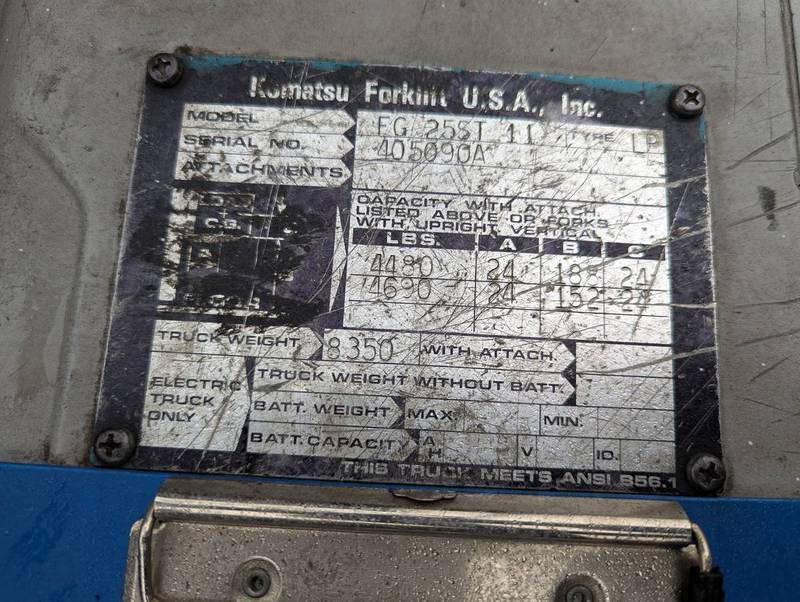 Komatsu Forklift U.S.A., Inc.
MODEL FG 25ST 11 TYPE LP
SERIAL NO. 405090A
ATTACHMENTS
CAPACITY WITH ATTACH.
LISTED ABOVE OR FORKS
WITH UPRIGHT VERTICAL
LBS. A B C
4480 24 188 24
4690 24 152 24
TRUCK WEIGHT 8350 WITH ATTACH.
ELECTRIC TRUCK ONLY
TRUCK WEIGHT WITHOUT BATT.
BATT. WEIGHT MAX. MIN.
BATT. CAPACITY AH V ID.
THIS TRUCK MEETS ANSI B56.1